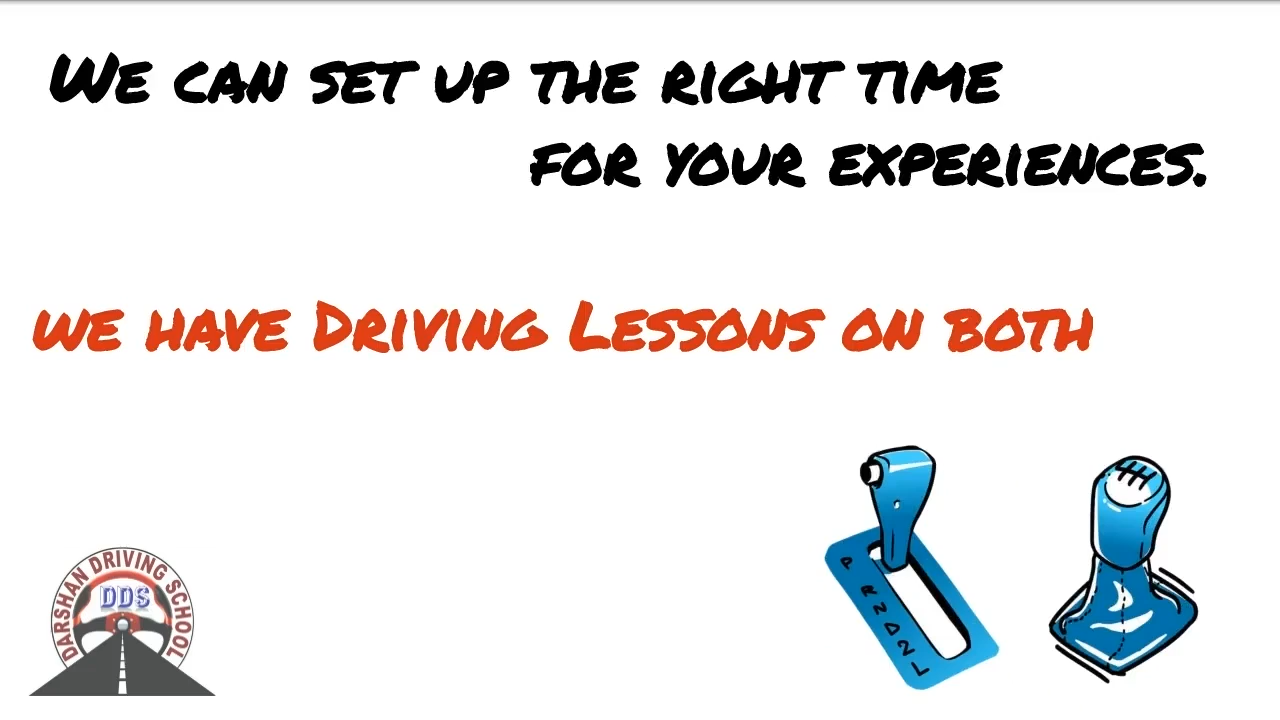 We can set up the right time
for your experiences.
we have Driving Lessons on both
DARSHAN DRIVING SCHOOL
DDS
P
R
N
D
2
L